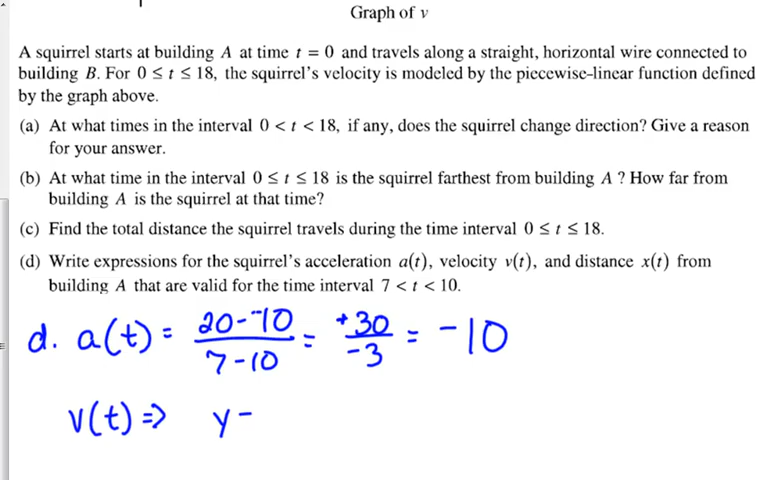 Graph of v
A squirrel starts at building A at time t = 0 and travels along a straight, horizontal wire connected to
building B. For 0 ≤ t ≤ 18, the squirrel's velocity is modeled by the piecewise-linear function defined
by the graph above.
(a) At what times in the interval 0 < t < 18, if any, does the squirrel change direction? Give a reason
for your answer.
(b) At what time in the interval 0 ≤ t ≤ 18 is the squirrel farthest from building A ? How far from
building A is the squirrel at that time?
(c) Find the total distance the squirrel travels during the time interval 0 ≤ t ≤ 18.
(d) Write expressions for the squirrel's acceleration a(t), velocity v(t), and distance x(t) from
building A that are valid for the time interval 7 < t < 10.
d. a(t) = (20 - -10)/(7 - 10) = +30/-3 = -10
v(t) ⇒ y -